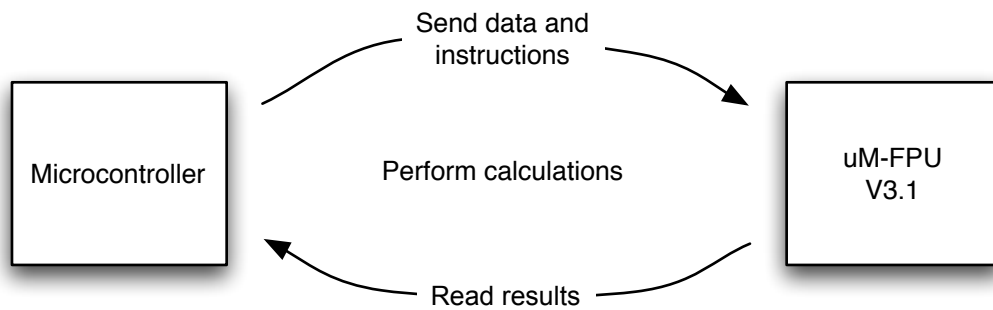 Send data and
instructions
Microcontroller
Perform calculations
uM-FPU
V3.1
Read results